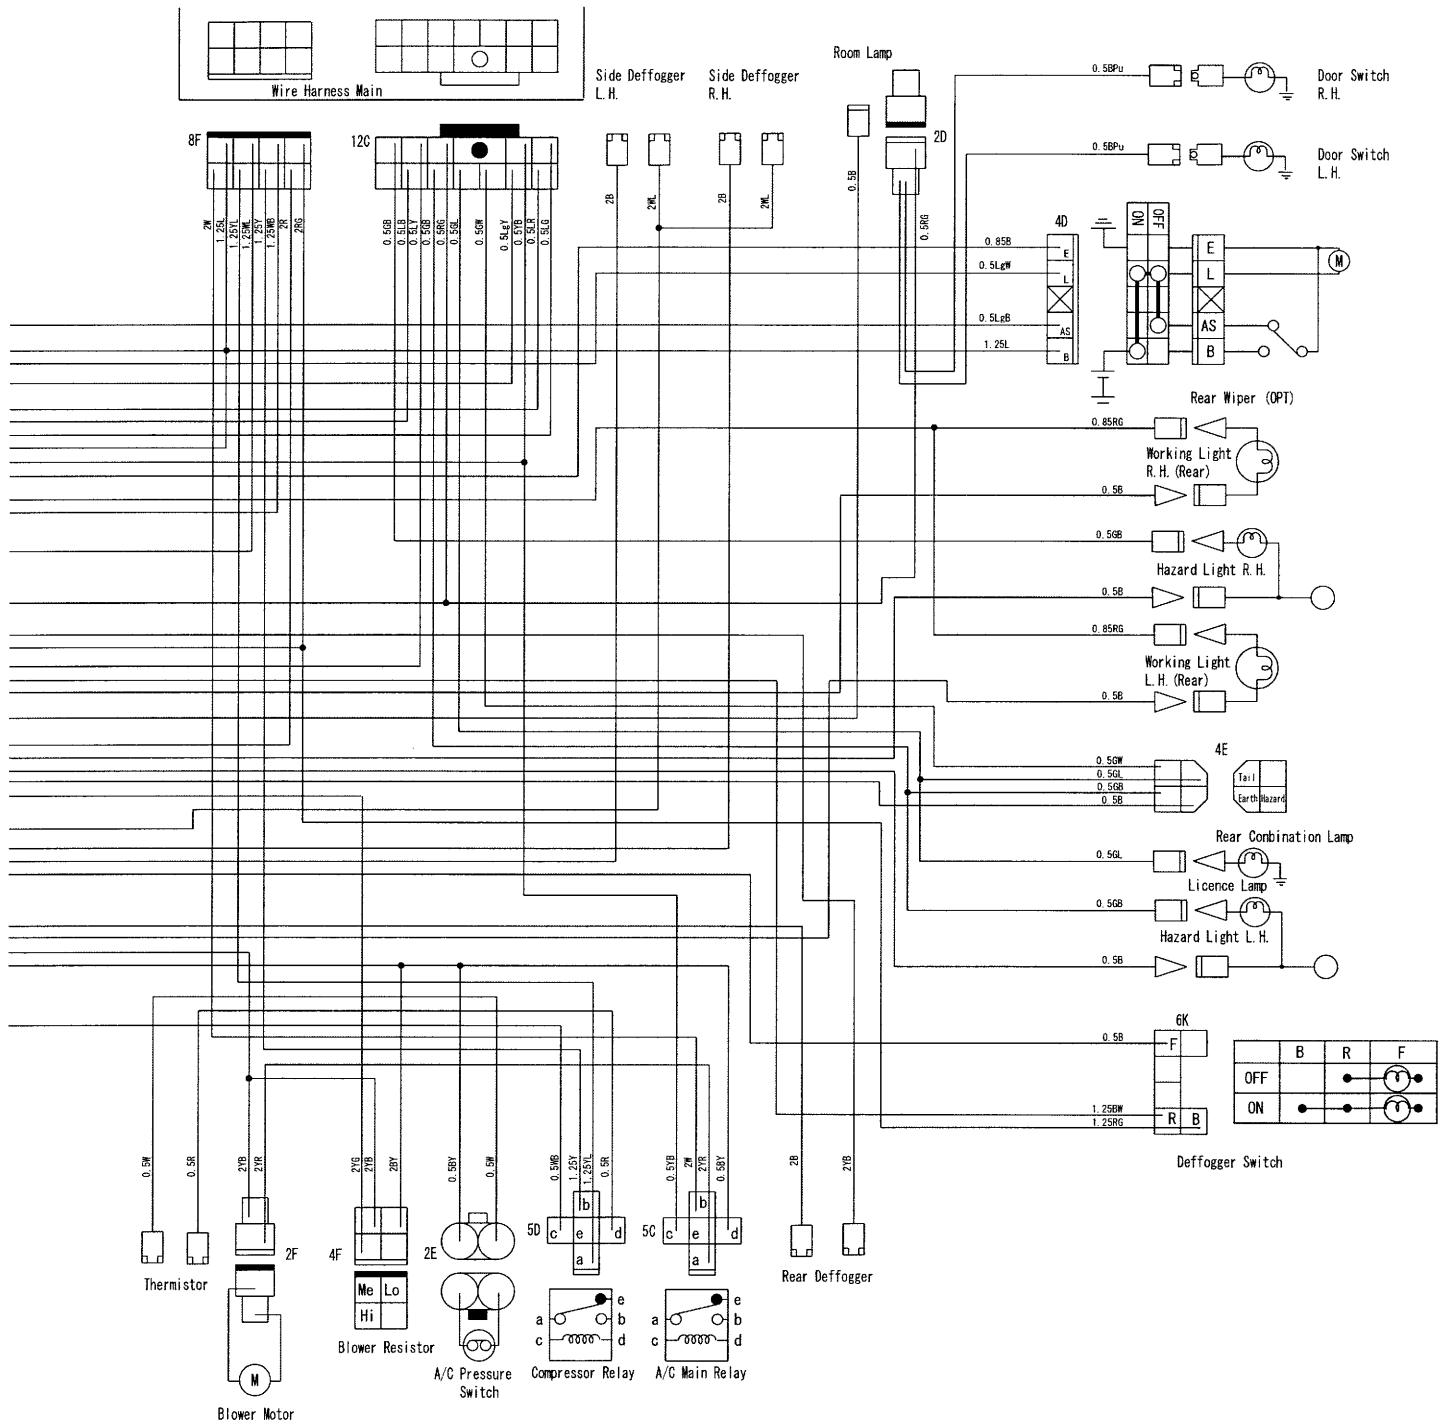 Wire Harness Main
Side Deffogger
L.H.
Side Deffogger
R.H.
Room Lamp
Door Switch
R.H.
Door Switch
L.H.
0.5BPu
0.5BPu
8F
12C
2D
4D
2W
1.25BL
1.25YL
1.25WL
1.25Y
1.25WB
2R
2RG
0.5GB
0.5LB
0.5LY
0.5GB
0.5RG
0.5GL
0.5GW
0.5LgY
0.5YB
0.5LR
0.5LG
2B
2WL
2B
2WL
0.5B
0.5RG
0.85B
0.5LgW
0.5LgB
1.25L
E
L
AS
B
ON
OFF
E
L
AS
B
M
Rear Wiper (OPT)
0.85RG
Working Light
R.H. (Rear)
0.5B
0.5GB
Hazard Light R.H.
0.5B
0.85RG
Working Light
L.H. (Rear)
0.5B
4E
0.5GW
0.5GL
0.5GB
0.5B
Tail
Earth Hazard
Rear Conbination Lamp
0.5GL
Licence Lamp
0.5GB
Hazard Light L.H.
0.5B
6K
0.5B
F
1.25BW
1.25RG
R B
B R F
OFF
ON
Deffogger Switch
0.5W
0.5R
2YB
2YR
2YG
2YB
2BY
0.5BY
0.5W
0.5WB
1.25Y
1.25YL
0.5R
0.5YB
2W
2YR
0.5BY
2B
2YB
Thermistor
2F
M
Blower Motor
4F
Me Lo
Hi
Blower Resistor
2E
A/C Pressure
Switch
5D
b
c e d
a
e
a b
c d
Compressor Relay
5C
b
c e d
a
e
a b
c d
A/C Main Relay
Rear Deffogger